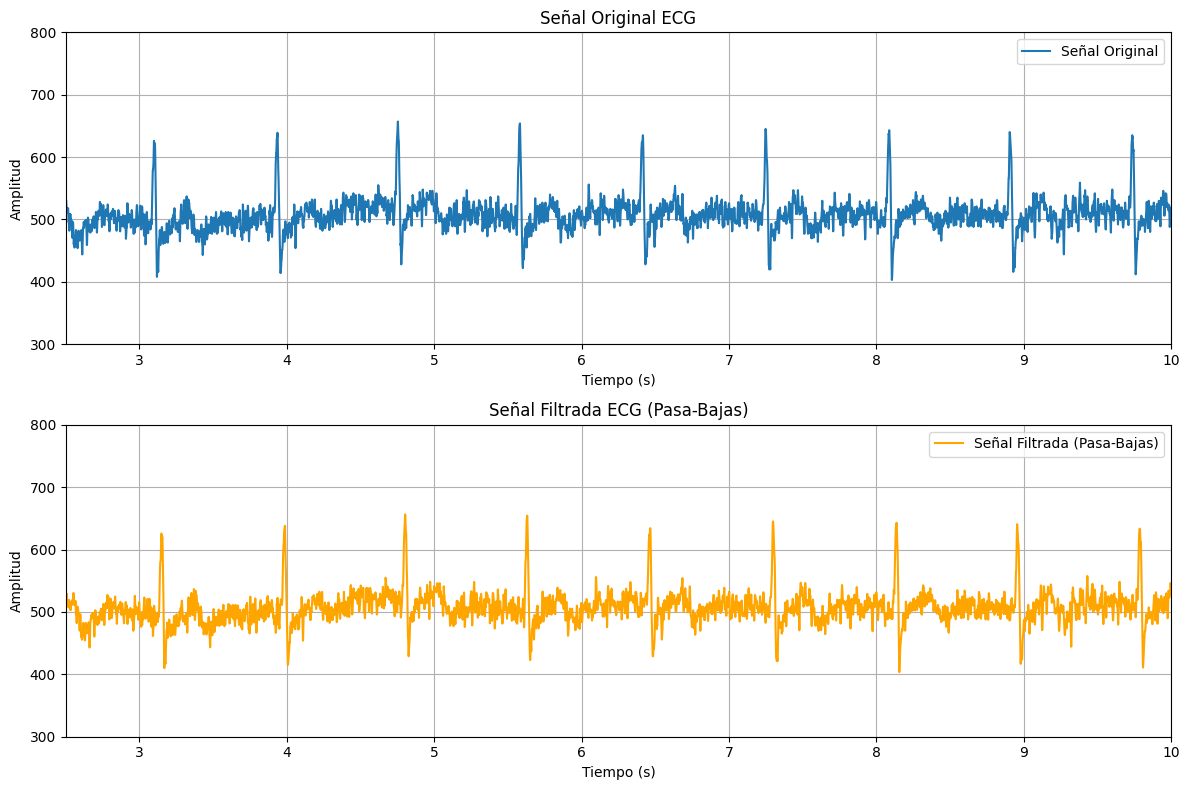 Señal Original ECG
800
700
600
500
400
300
Amplitud
Señal Original
3 4 5 6 7 8 9 10
Tiempo (s)
Señal Filtrada ECG (Pasa-Bajas)
800
700
600
500
400
300
Amplitud
Señal Filtrada (Pasa-Bajas)
3 4 5 6 7 8 9 10
Tiempo (s)